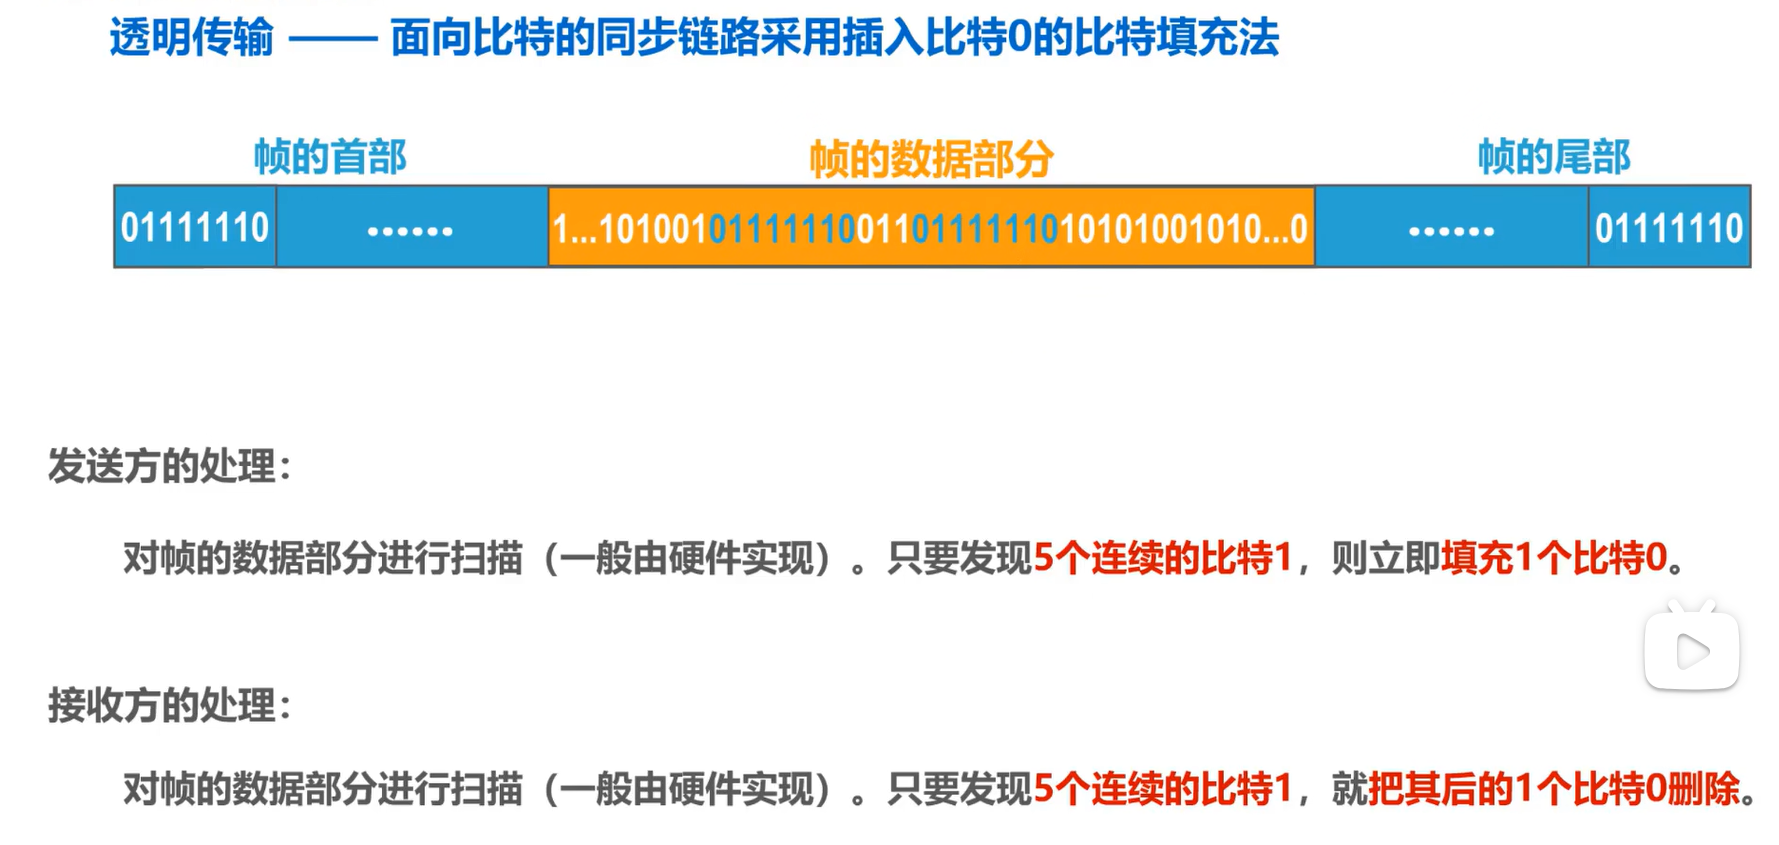 透明传输 —— 面向比特的同步链路采用插入比特0的比特填充法
帧的首部
帧的数据部分
帧的尾部
01111110 …… 1...101001011111100110111111010101001010...0 …… 01111110
发送方的处理：
对帧的数据部分进行扫描（一般由硬件实现）。只要发现5个连续的比特1，则立即填充1个比特0。
接收方的处理：
对帧的数据部分进行扫描（一般由硬件实现）。只要发现5个连续的比特1，就把其后的1个比特0删除。